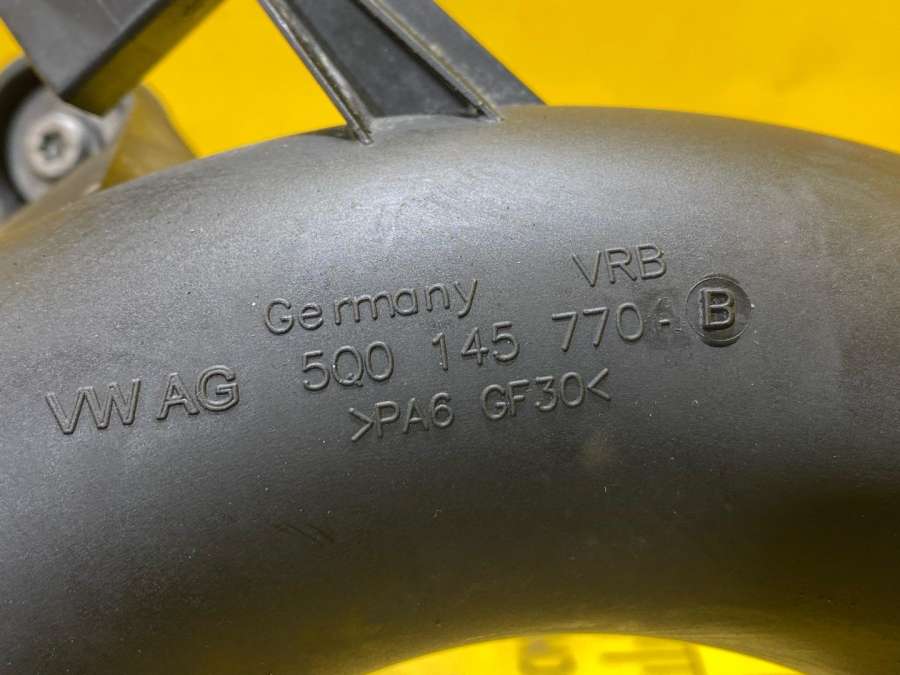 Germany VRB
VW AG 5Q0 145 770 B
>PA6 GF30<